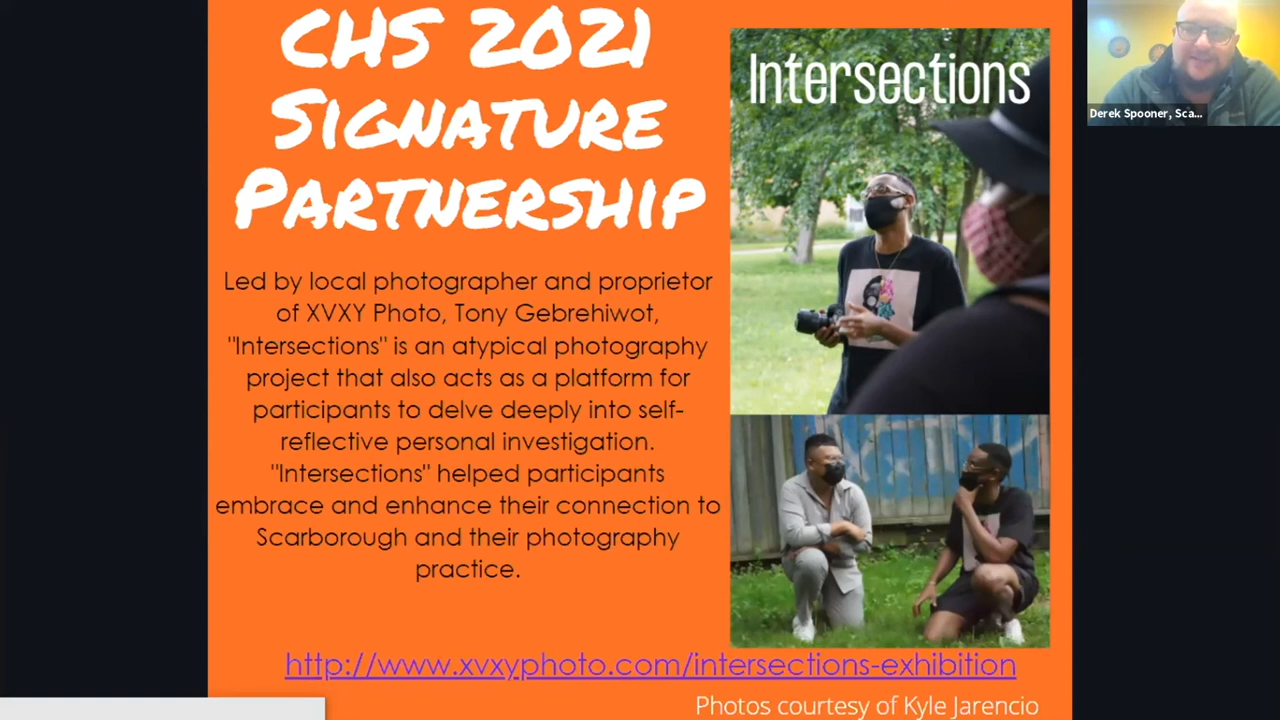 CHS 2021
SIGNATURE
PARTNERSHIP
Led by local photographer and proprietor
of XVXY Photo, Tony Gebrehiwot,
"Intersections" is an atypical photography
project that also acts as a platform for
participants to delve deeply into self-
reflective personal investigation.
"Intersections" helped participants
embrace and enhance their connection to
Scarborough and their photography
practice.
Intersections
http://www.xvxyphoto.com/intersections-exhibition
Photos courtesy of Kyle Jarencio
Derek Spooner, Sca...